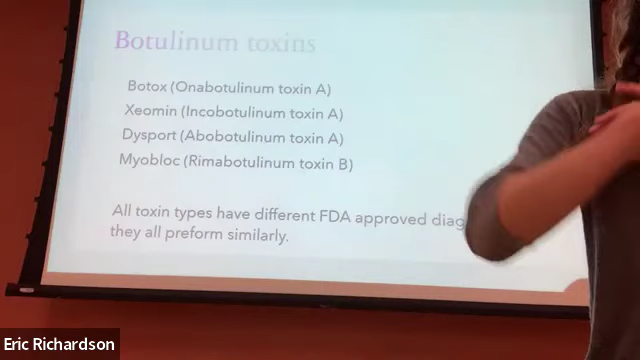 Botulinum toxins
Botox (Onabotulinum toxin A)
Xeomin (Incobotulinum toxin A)
Dysport (Abobotulinum toxin A)
Myobloc (Rimabotulinum toxin B)
All toxin types have different FDA approved diag
they all preform similarly.
Eric Richardson